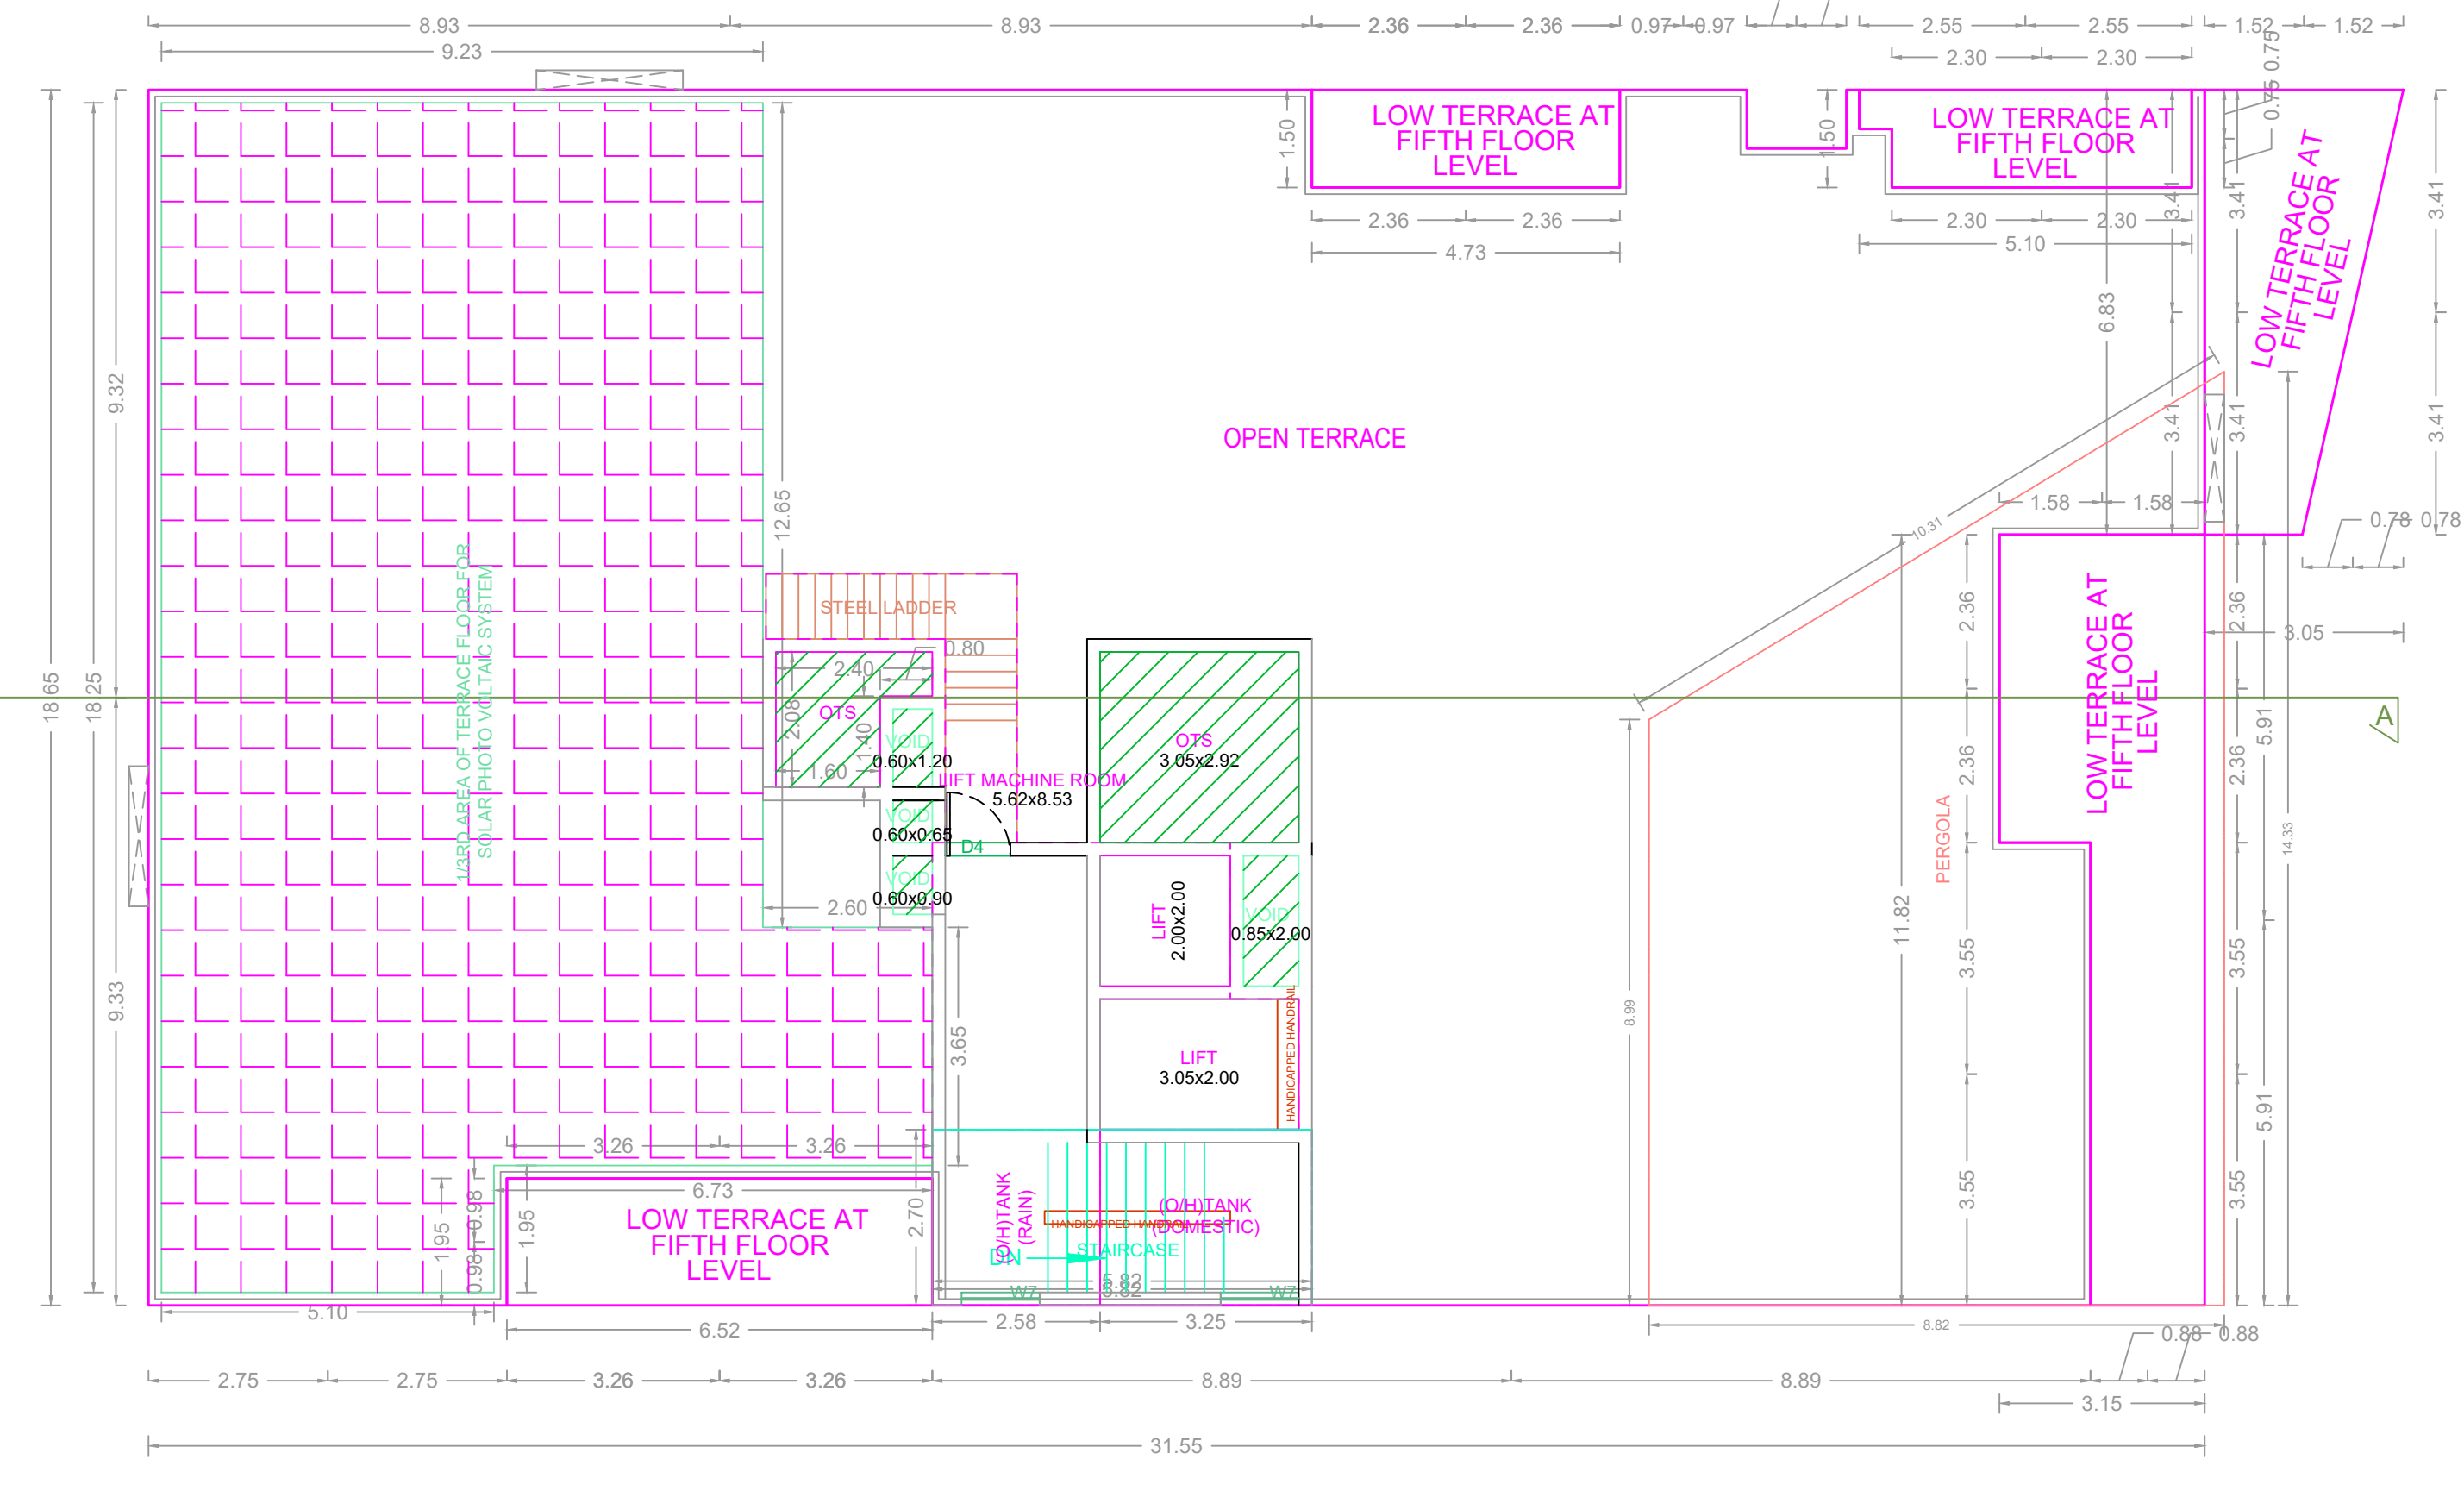 8.93
8.93
2.36
2.36
0.97
0.97
2.55
2.55
1.52
1.52
9.23
2.30
2.30
0.75
0.75
LOW TERRACE AT
FIFTH FLOOR
LEVEL
1.50
LOW TERRACE AT
FIFTH FLOOR
LEVEL
1.50
LOW TERRACE AT
FIFTH FLOOR
LEVEL
3.41
3.41
3.41
2.36
2.36
2.30
2.30
4.73
5.10
6.83
9.32
OPEN TERRACE
3.41
3.41
3.41
12.65
1.58
1.58
10.31
0.78
0.78
1/3RD AREA OF TERRACE FLOOR FOR
SOLAR PHOTO VOLTAIC SYSTEM
STEEL LADDER
0.80
2.40
2.36
2.36
3.05
LOW TERRACE AT
FIFTH FLOOR
LEVEL
18.65
18.25
OTS
2.08
1.40
1.60
VOID
0.60x1.20
OTS
3.05x2.92
A
5.91
2.36
2.36
LIFT MACHINE ROOM
5.62x8.53
VOID
0.60x0.65
D4
PERGOLA
14.33
VOID
0.60x0.90
2.60
LIFT
2.00x2.00
VOID
0.85x2.00
11.82
3.55
3.55
9.33
8.99
3.65
LIFT
3.05x2.00
HANDICAPPED HANDRAIL
5.91
3.26
3.26
6.73
1.95
0.98
0.98
1.95
2.70
LOW TERRACE AT
FIFTH FLOOR
LEVEL
(O/H)TANK
(RAIN)
(O/H)TANK
(DOMESTIC)
HANDICAPPED HANDRAIL
DN
STAIRCASE
3.55
3.55
5.82
5.82
W7
W7
5.10
6.52
2.58
3.25
8.82
0.88
0.88
2.75
2.75
3.26
3.26
8.89
8.89
3.15
31.55